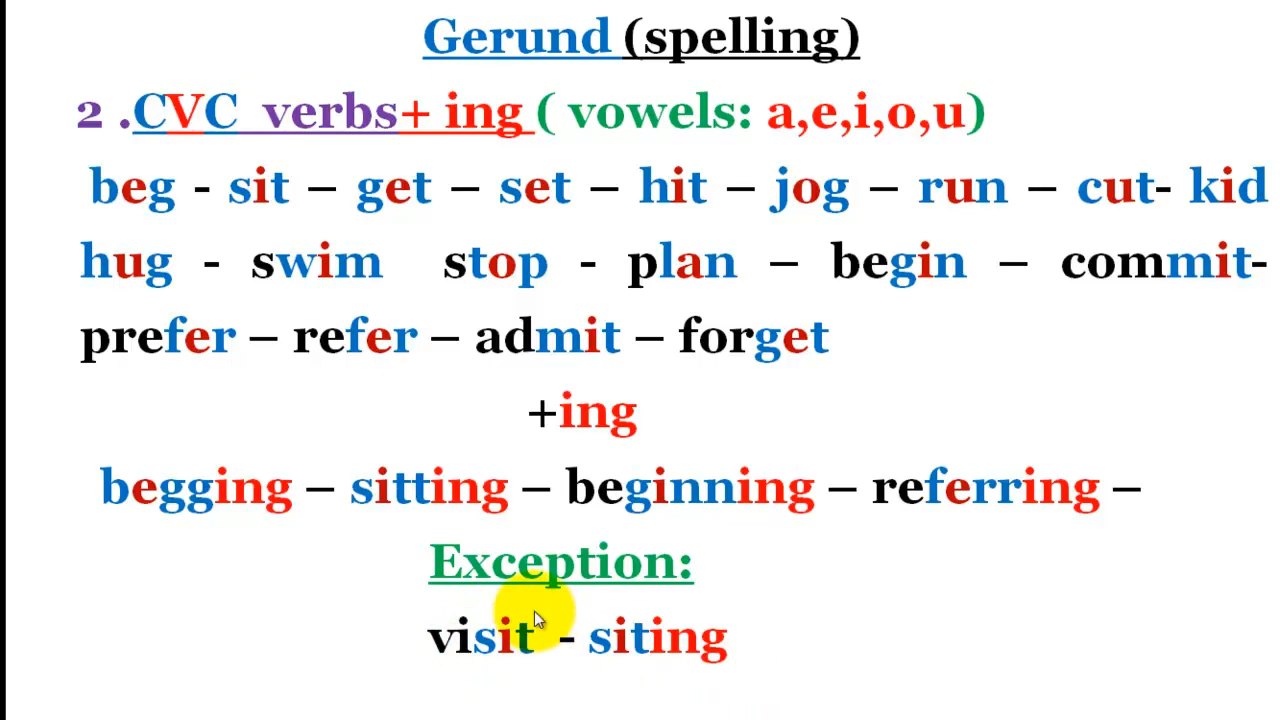 Gerund (spelling)
2 .CVC verbs+ ing ( vowels: a,e,i,o,u)
beg - sit – get – set – hit – jog – run – cut- kid
hug - swim stop - plan – begin – commit-
prefer – refer – admit – forget
+ing
begging – sitting – beginning – referring –
Exception:
visit - siting